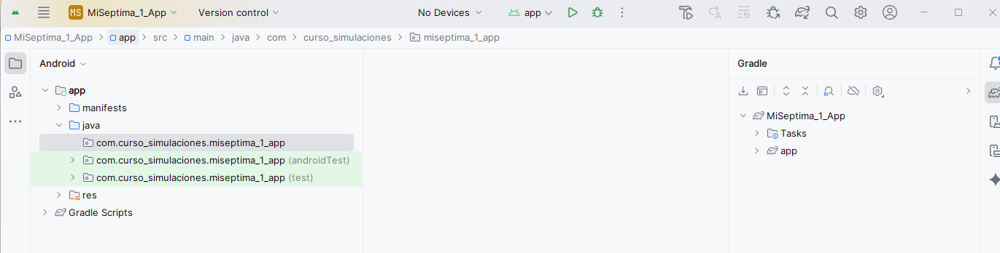 MS MiSeptima_1_App Version control No Devices app
MiSeptima_1_App app src main java com curso_simulaciones miseptima_1_app
Android
app
manifests
java
com.curso_simulaciones.miseptima_1_app
com.curso_simulaciones.miseptima_1_app (androidTest)
com.curso_simulaciones.miseptima_1_app (test)
res
Gradle Scripts
Gradle
MiSeptima_1_App
Tasks
app